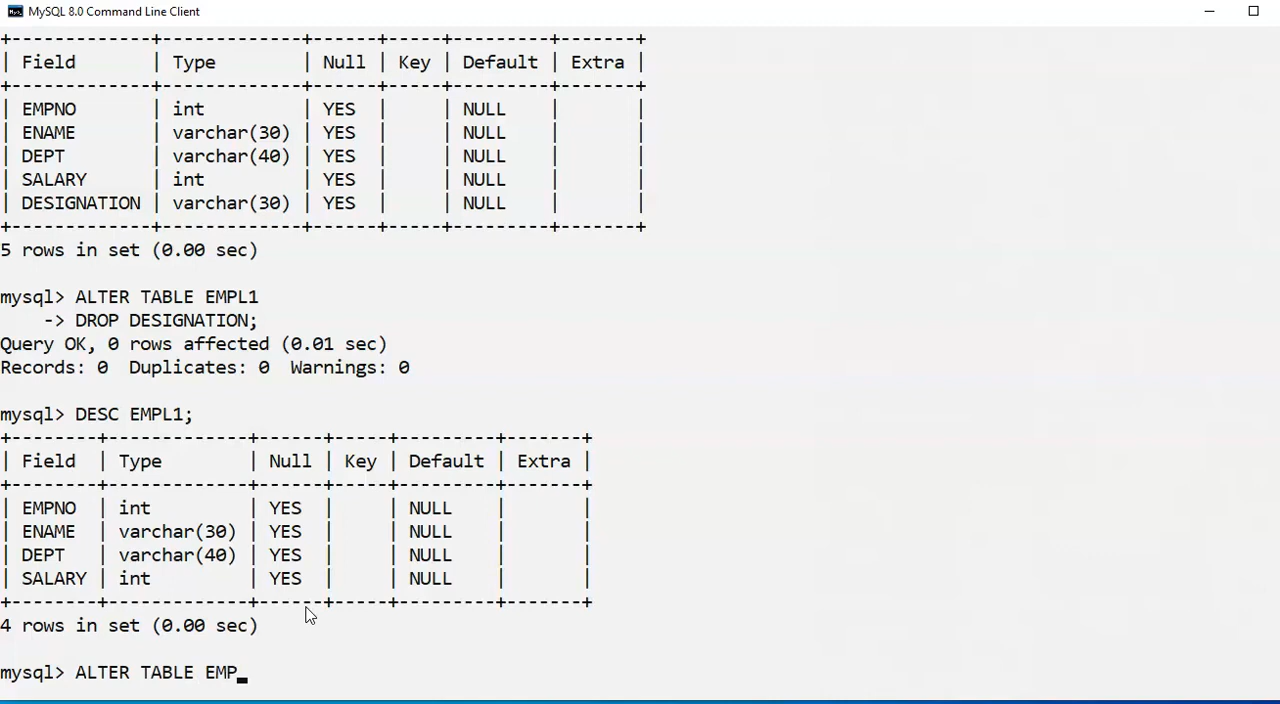 MySQL 8.0 Command Line Client
+-------------+-------------+------+-----+---------+-------+
| Field       | Type        | Null | Key | Default | Extra |
+-------------+-------------+------+-----+---------+-------+
| EMPNO       | int         | YES  |     | NULL    |       |
| ENAME       | varchar(30) | YES  |     | NULL    |       |
| DEPT        | varchar(40) | YES  |     | NULL    |       |
| SALARY      | int         | YES  |     | NULL    |       |
| DESIGNATION | varchar(30) | YES  |     | NULL    |       |
+-------------+-------------+------+-----+---------+-------+
5 rows in set (0.00 sec)
mysql> ALTER TABLE EMPL1
    -> DROP DESIGNATION;
Query OK, 0 rows affected (0.01 sec)
Records: 0  Duplicates: 0  Warnings: 0
mysql> DESC EMPL1;
+--------+-------------+------+-----+---------+-------+
| Field  | Type        | Null | Key | Default | Extra |
+--------+-------------+------+-----+---------+-------+
| EMPNO  | int         | YES  |     | NULL    |       |
| ENAME  | varchar(30) | YES  |     | NULL    |       |
| DEPT   | varchar(40) | YES  |     | NULL    |       |
| SALARY | int         | YES  |     | NULL    |       |
+--------+-------------+------+-----+---------+-------+
4 rows in set (0.00 sec)
mysql> ALTER TABLE EMP